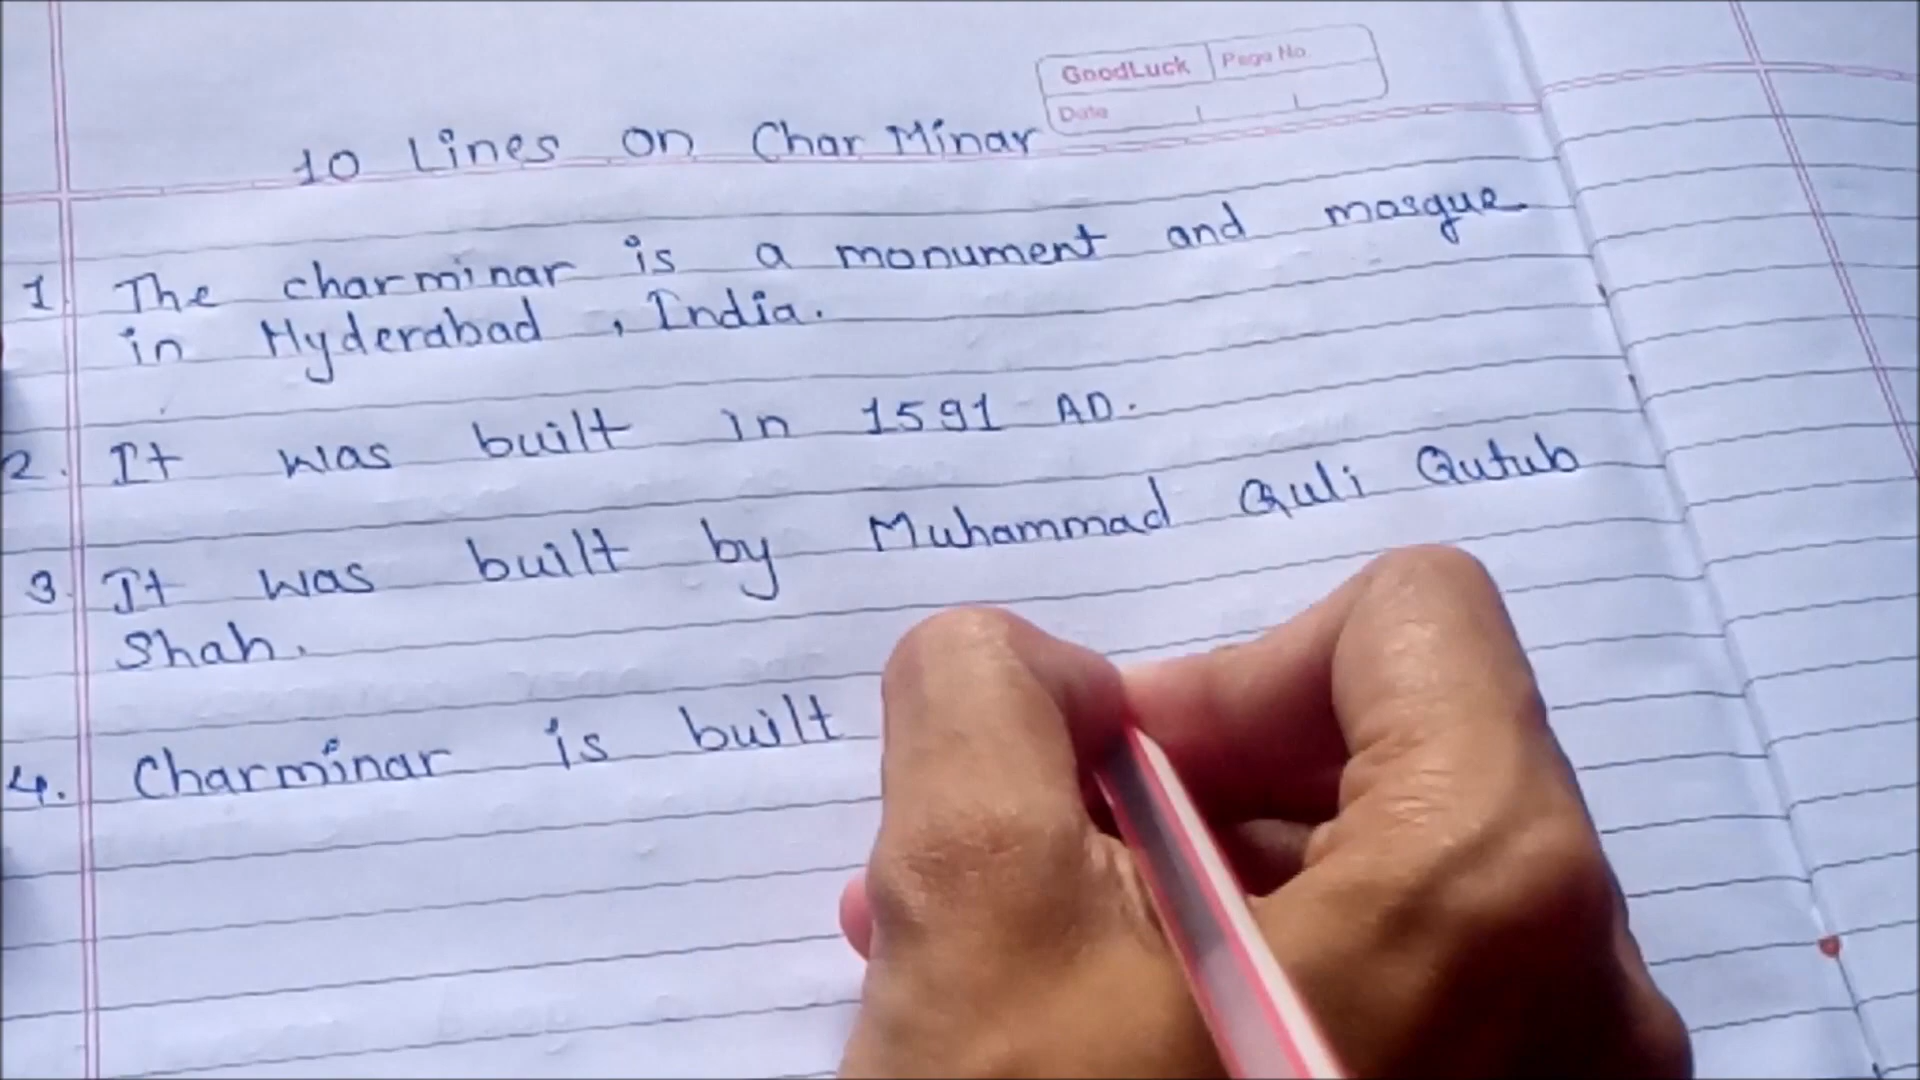 GoodLuck Page No.
Date
10 Lines on Char Minar
1. The charminar is a monument and mosque
in Hyderabad , India.
2. It was built in 1591 AD.
3. It was built by Muhammad Quli Qutub
Shah.
4. Charminar is built